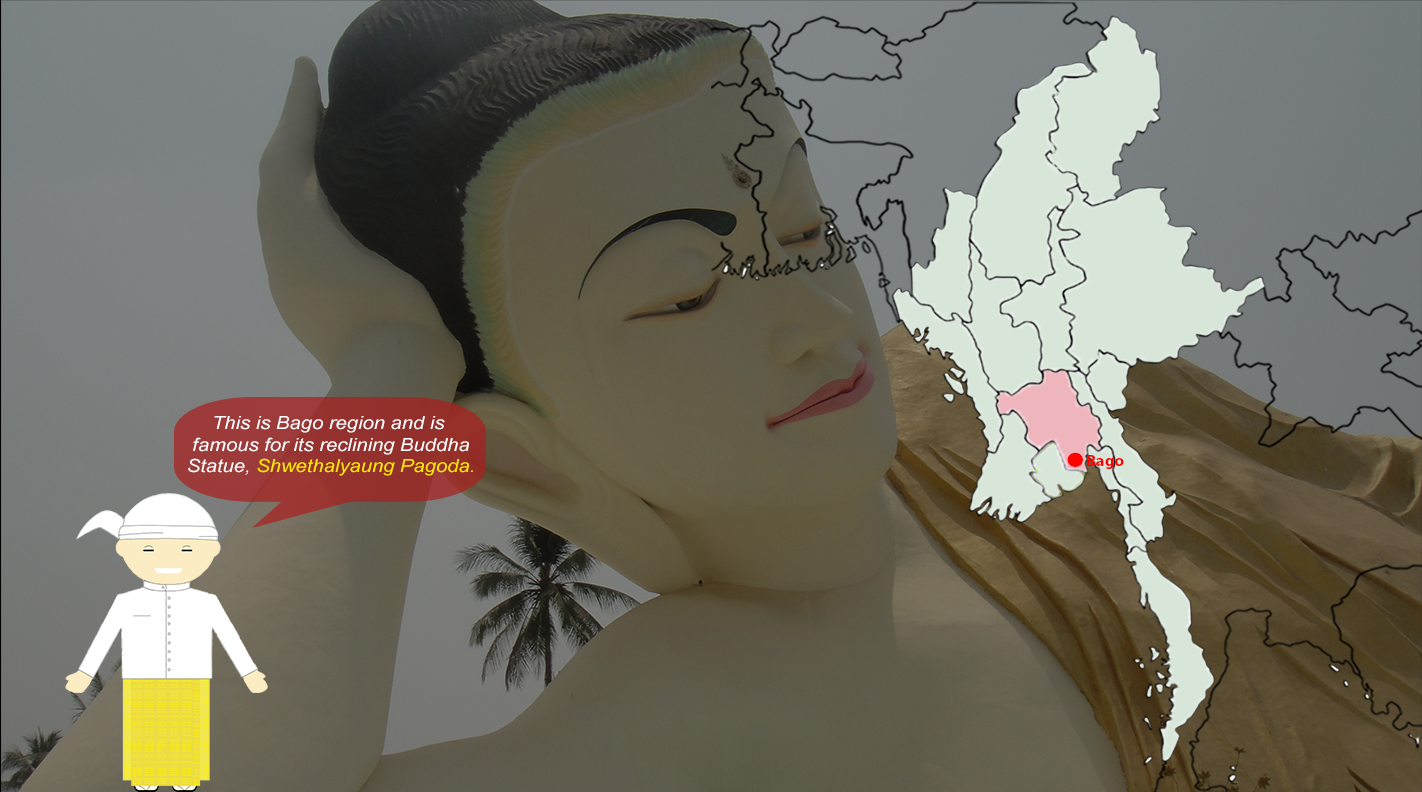 This is Bago region and is
famous for its reclining Buddha
Statue, Shwethalyaung Pagoda.
Bago